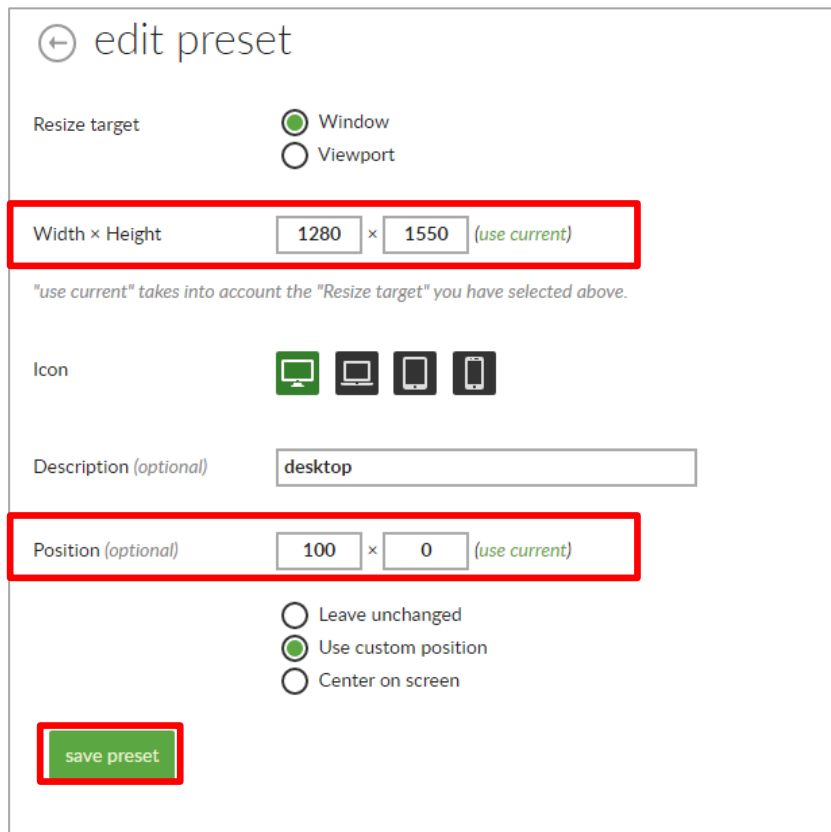 edit preset
Resize target
Window
Viewport
Width × Height 1280 × 1550 (use current)
"use current" takes into account the "Resize target" you have selected above.
Icon
Description (optional) desktop
Position (optional) 100 × 0 (use current)
Leave unchanged
Use custom position
Center on screen
save preset